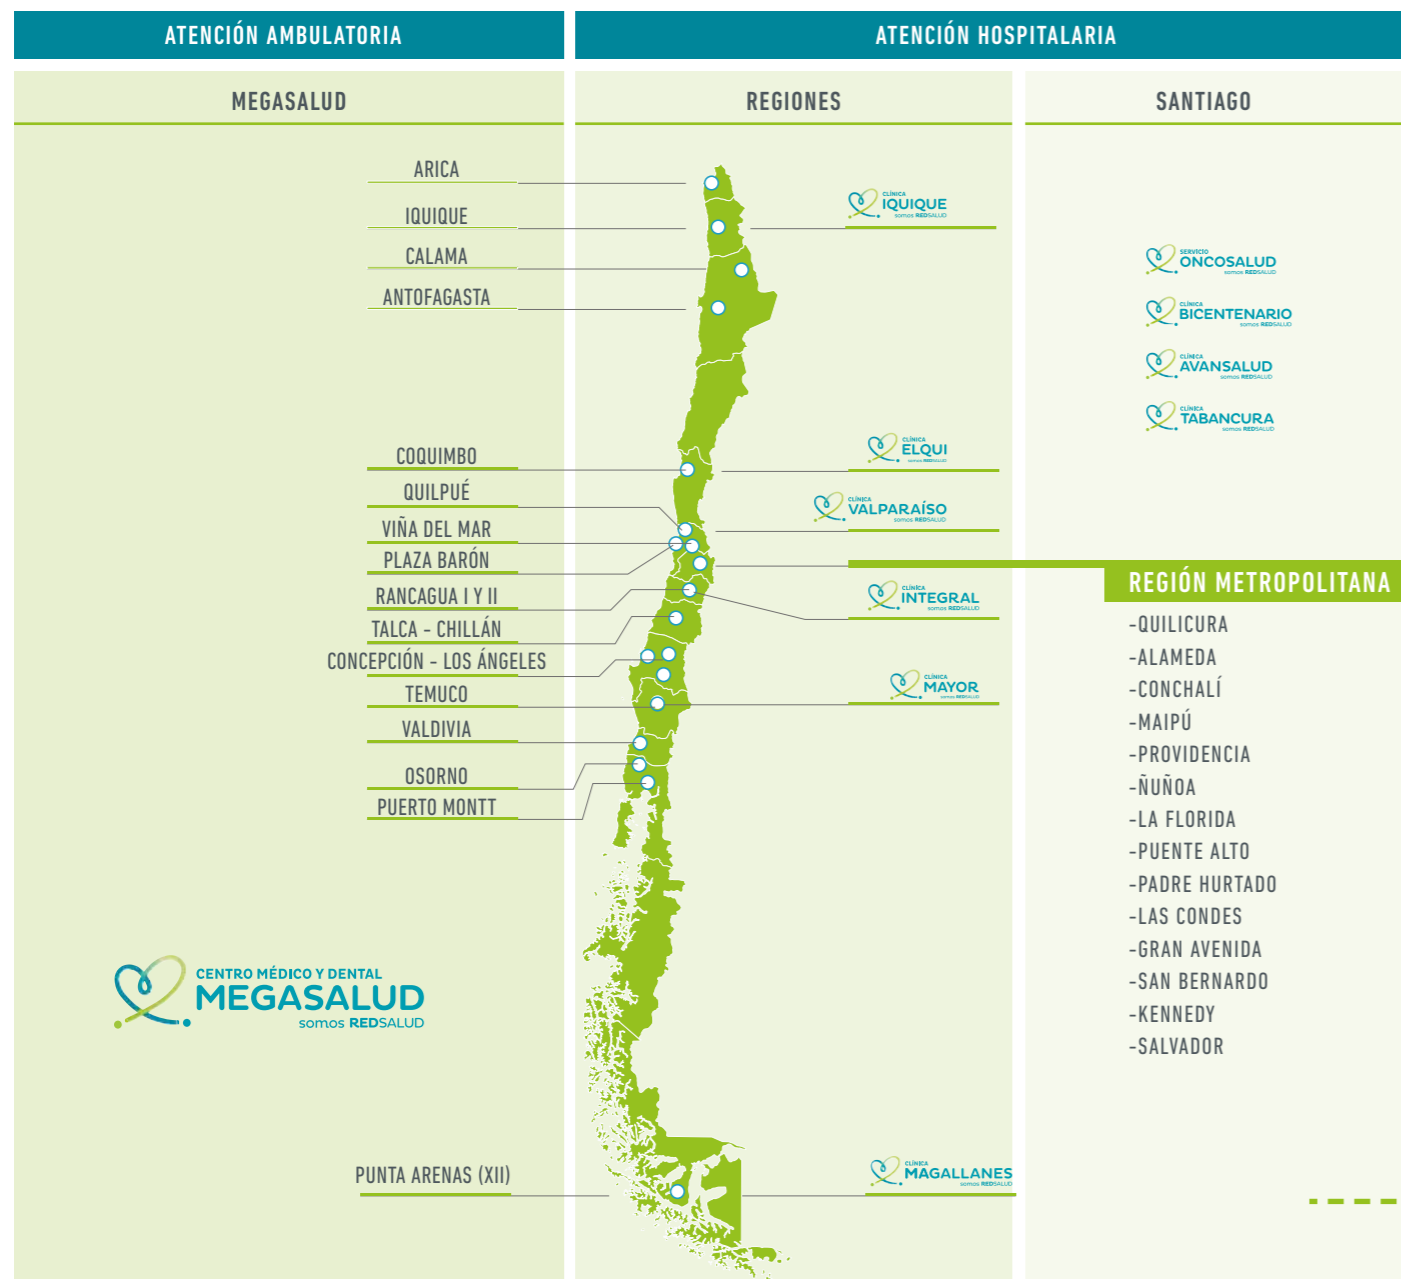 ATENCIÓN AMBULATORIA
ATENCIÓN HOSPITALARIA
MEGASALUD
REGIONES
SANTIAGO
ARICA
IQUIQUE
CALAMA
ANTOFAGASTA
COQUIMBO
QUILPUÉ
VIÑA DEL MAR
PLAZA BARÓN
RANCAGUA I Y II
TALCA - CHILLÁN
CONCEPCIÓN - LOS ÁNGELES
TEMUCO
VALDIVIA
OSORNO
PUERTO MONTT
CENTRO MÉDICO Y DENTAL
MEGASALUD
somos REDSALUD
PUNTA ARENAS (XII)
CLÍNICA
IQUIQUE
somos REDSALUD
CLÍNICA
ELQUI
somos REDSALUD
CLÍNICA
VALPARAÍSO
somos REDSALUD
CLÍNICA
INTEGRAL
somos REDSALUD
CLÍNICA
MAYOR
somos REDSALUD
CLÍNICA
MAGALLANES
somos REDSALUD
SERVICIO
ONCOSALUD
somos REDSALUD
CLÍNICA
BICENTENARIO
somos REDSALUD
CLÍNICA
AVANSALUD
somos REDSALUD
CLÍNICA
TABANCURA
somos REDSALUD
REGIÓN METROPOLITANA
-QUILICURA
-ALAMEDA
-CONCHALÍ
-MAIPÚ
-PROVIDENCIA
-ÑUÑOA
-LA FLORIDA
-PUENTE ALTO
-PADRE HURTADO
-LAS CONDES
-GRAN AVENIDA
-SAN BERNARDO
-KENNEDY
-SALVADOR